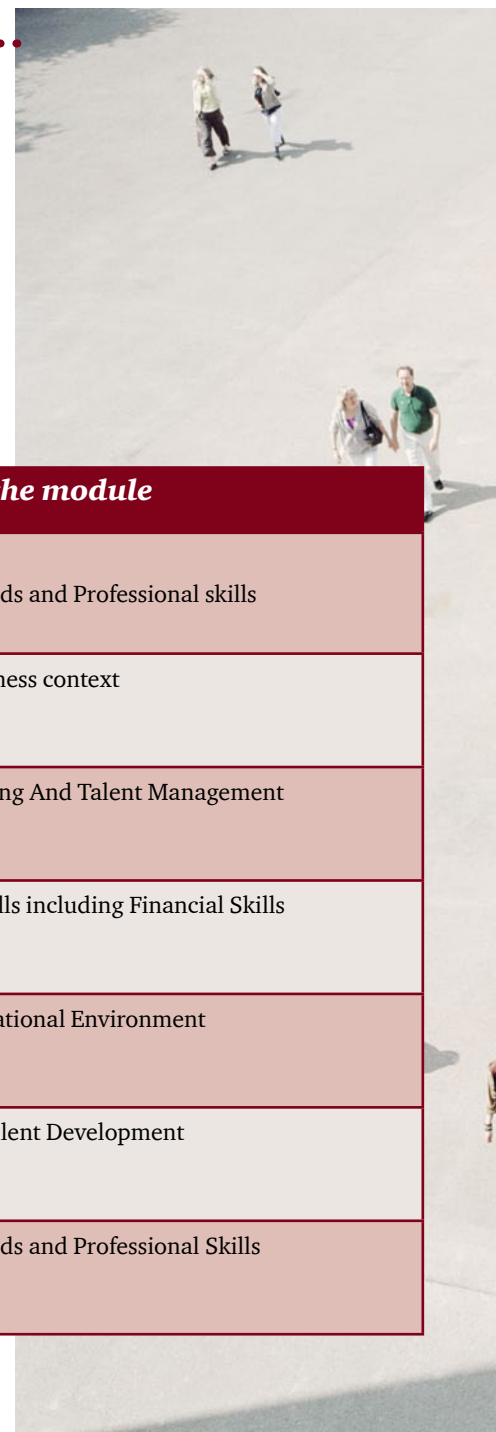 he module
ds and Professional skills
ness context
ng And Talent Management
lls including Financial Skills
ational Environment
lent Development
ds and Professional Skills